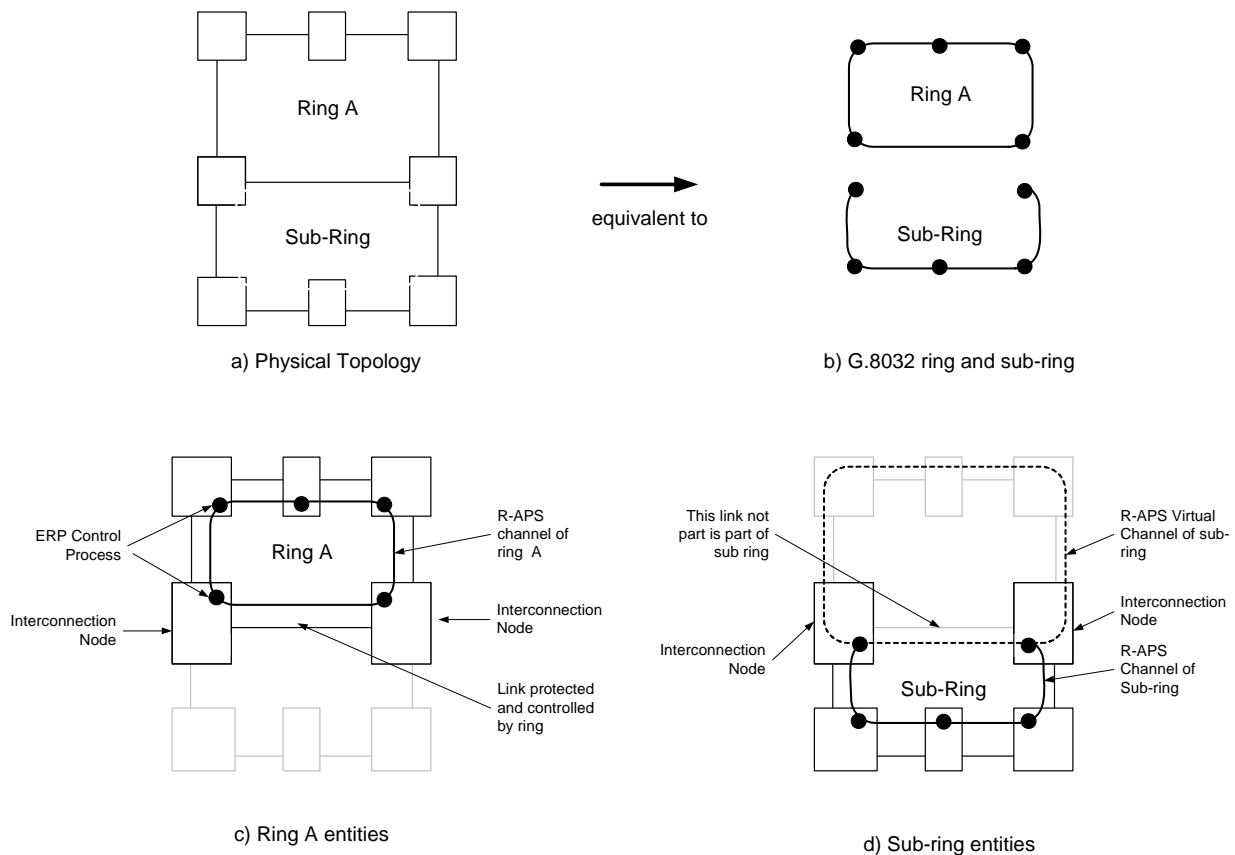 Ring A
Sub-Ring
a) Physical Topology
equivalent to
Ring A
Sub-Ring
b) G.8032 ring and sub-ring
ERP Control
Process
Ring A
R-APS
channel of
ring A
Interconnection
Node
Interconnection
Node
Link protected
and controlled
by ring
c) Ring A entities
This link not
part is part of
sub ring
R-APS Virtual
Channel of sub-
ring
Interconnection
Node
Interconnection
Node
R-APS
Channel of
Sub-ring
Sub-Ring
d) Sub-ring entities